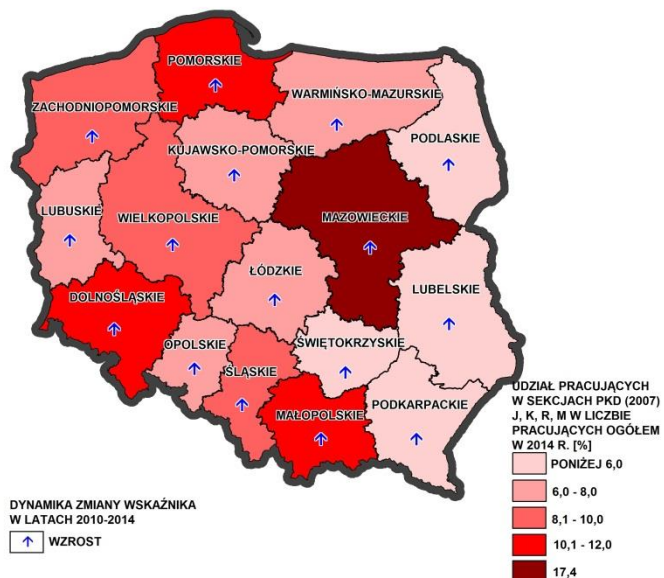 POMORSKIE
WARMIŃSKO-MAZURSKIE
ZACHODNIOPOMORSKIE
PODLASKIE
KUJAWSKO-POMORSKIE
LUBUSKIE
WIELKOPOLSKIE
MAZOWIECKIE
ŁÓDZKIE
LUBELSKIE
DOLNOŚLĄSKIE
OPOLSKIE
ŚWIĘTOKRZYSKIE
ŚLĄSKIE
MAŁOPOLSKIE
PODKARPACKIE
UDZIAŁ PRACUJĄCYCH
W SEKCJACH PKD (2007)
J, K, R, M W LICZBIE
PRACUJĄCYCH OGÓŁEM
W 2014 R. [%]
PONIŻEJ 6,0
6,0 - 8,0
8,1 - 10,0
10,1 - 12,0
17,4
DYNAMIKA ZMIANY WSKAŹNIKA
W LATACH 2010-2014
WZROST